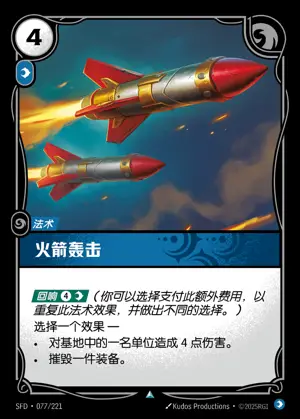 4
法术
火箭轰击
回响 4 （你可以选择支付此额外费用，以
重复此法术效果，并做出不同的选择。）
选择一个效果 —
• 对基地中的一名单位造成 4 点伤害。
• 摧毁一件装备。
SFD • 077/221 Kudos Productions • ©2025RGI